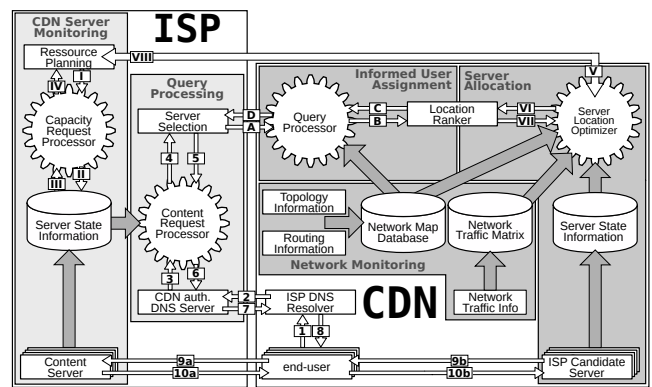 CDN Server
Monitoring
ISP
Ressource
Planning
VIII
V
IV
I
Query
Processing
Informed User
Assignment
Server
Allocation
Capacity
Request
Processor
Server
Selection
D
A
Query
Processor
C
B
Location
Ranker
VI
VII
Server
Location
Optimizer
III
II
4
5
Server State
Information
Content
Request
Processor
Topology
Information
Routing
Information
Network Map
Database
Network
Traffic Matrix
Server State
Information
Network Monitoring
3
6
CDN auth.
DNS Server
2
7
ISP DNS
Resolver
CDN
Network
Traffic Info
1
8
Content
Server
9a
10a
end-user
9b
10b
ISP Candidate
Server